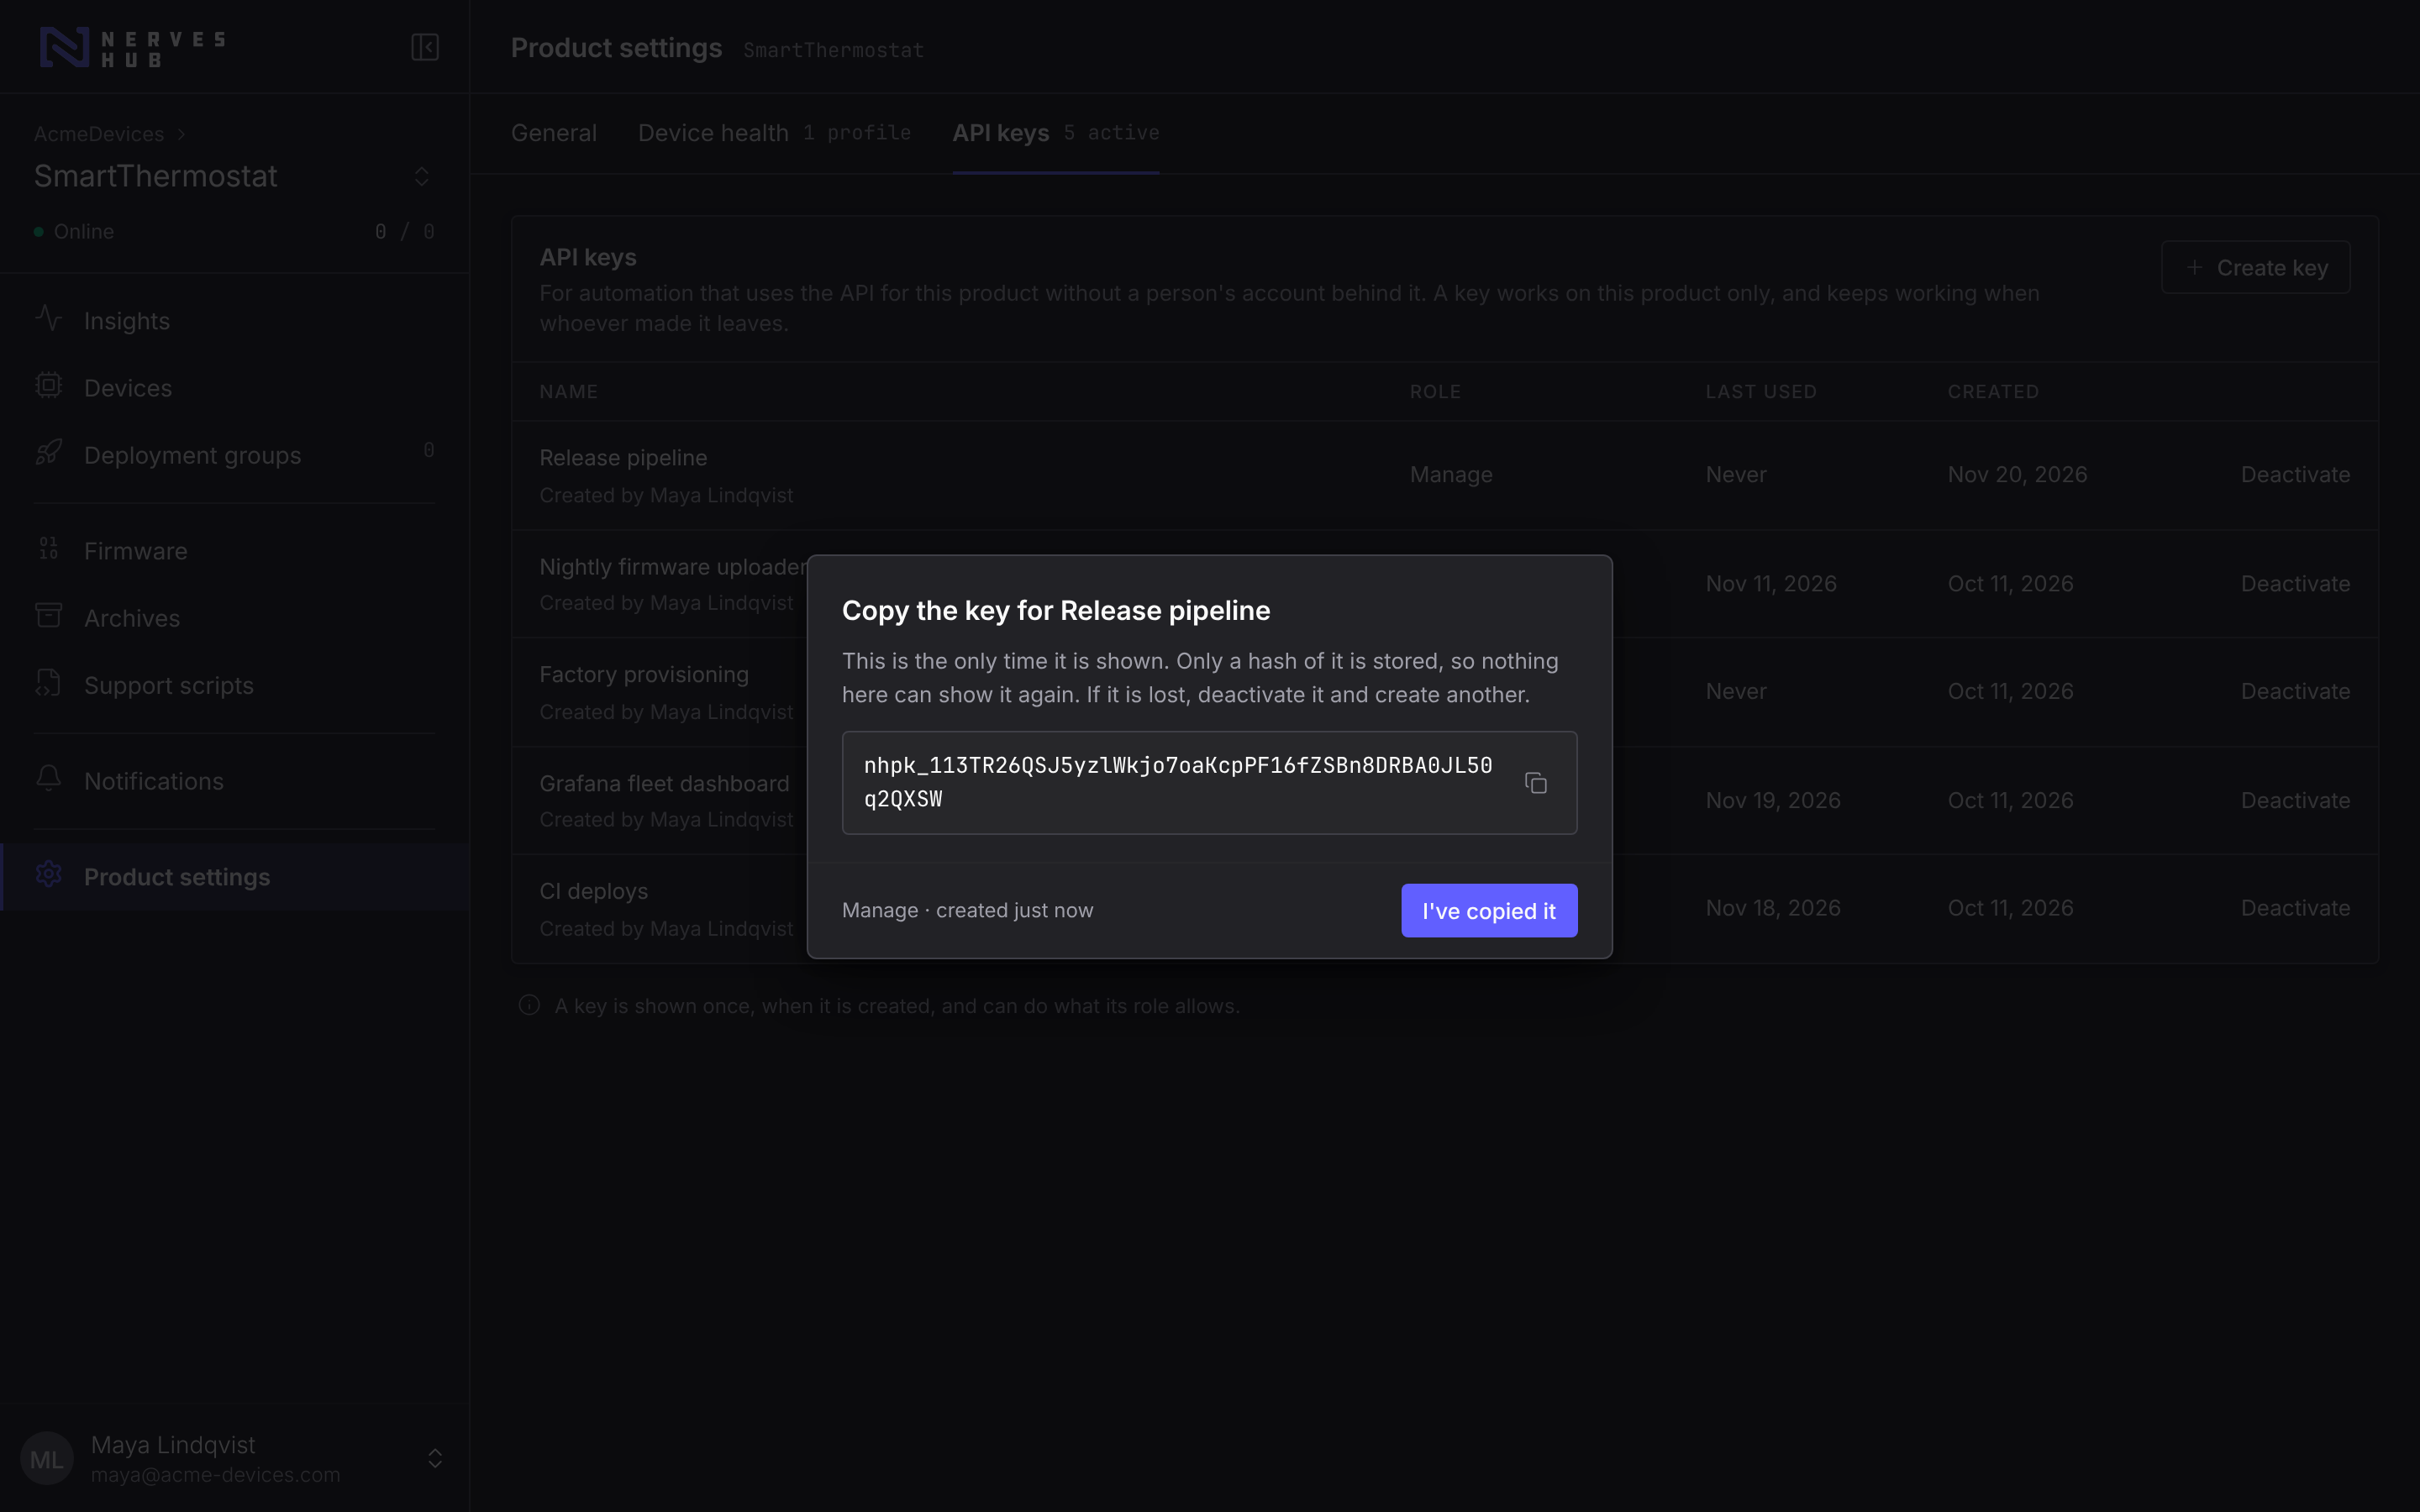 NERVES
HUB
AcmeDevices
SmartThermostat
Online
0 / 0
Insights
Devices
Deployment groups
0
Firmware
Archives
Support scripts
Notifications
Product settings
ML
Maya Lindqvist
maya@acme-devices.com
Product settings SmartThermostat
General Device health 1 profile API keys 5 active
API keys
For automation that uses the API for this product without a person's account behind it. A key works on this product only, and keeps working when
whoever made it leaves.
+ Create key
NAME ROLE LAST USED CREATED
Release pipeline
Created by Maya Lindqvist
Manage Never Nov 20, 2026 Deactivate
Nightly firmware uploader
Created by Maya Lindqvist
Nov 11, 2026 Oct 11, 2026 Deactivate
Factory provisioning
Created by Maya Lindqvist
Never Oct 11, 2026 Deactivate
Grafana fleet dashboard
Created by Maya Lindqvist
Nov 19, 2026 Oct 11, 2026 Deactivate
CI deploys
Created by Maya Lindqvist
Nov 18, 2026 Oct 11, 2026 Deactivate
A key is shown once, when it is created, and can do what its role allows.
Copy the key for Release pipeline
This is the only time it is shown. Only a hash of it is stored, so nothing
here can show it again. If it is lost, deactivate it and create another.
nhpk_113TR26QSJ5yzlWkjo7oaKcpPF16fZSBn8DRBA0JL50
q2QXSW
Manage · created just now
I've copied it